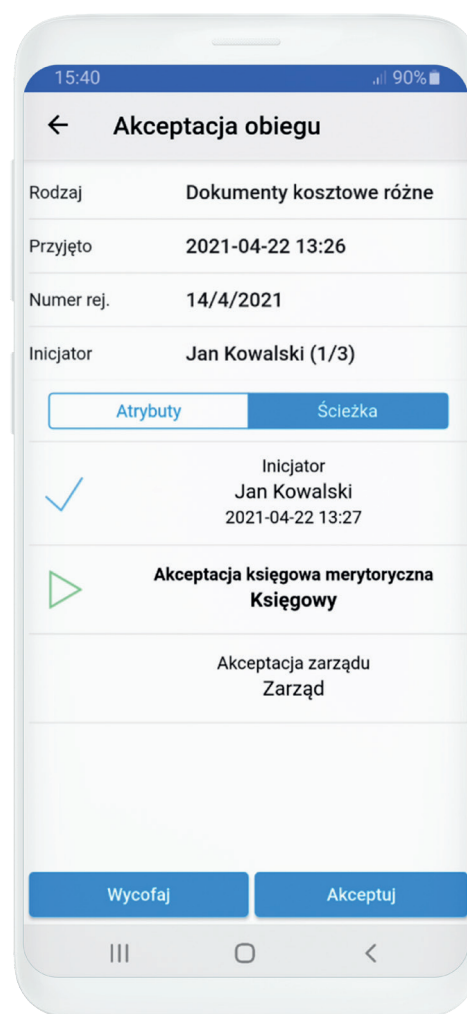 15:40 90%
Akceptacja obiegu
Rodzaj Dokumenty kosztowe różne
Przyjęto 2021-04-22 13:26
Numer rej. 14/4/2021
Inicjator Jan Kowalski (1/3)
Atrybuty Ścieżka
Inicjator
Jan Kowalski
2021-04-22 13:27
Akceptacja księgowa merytoryczna
Księgowy
Akceptacja zarządu
Zarząd
Wycofaj Akceptuj